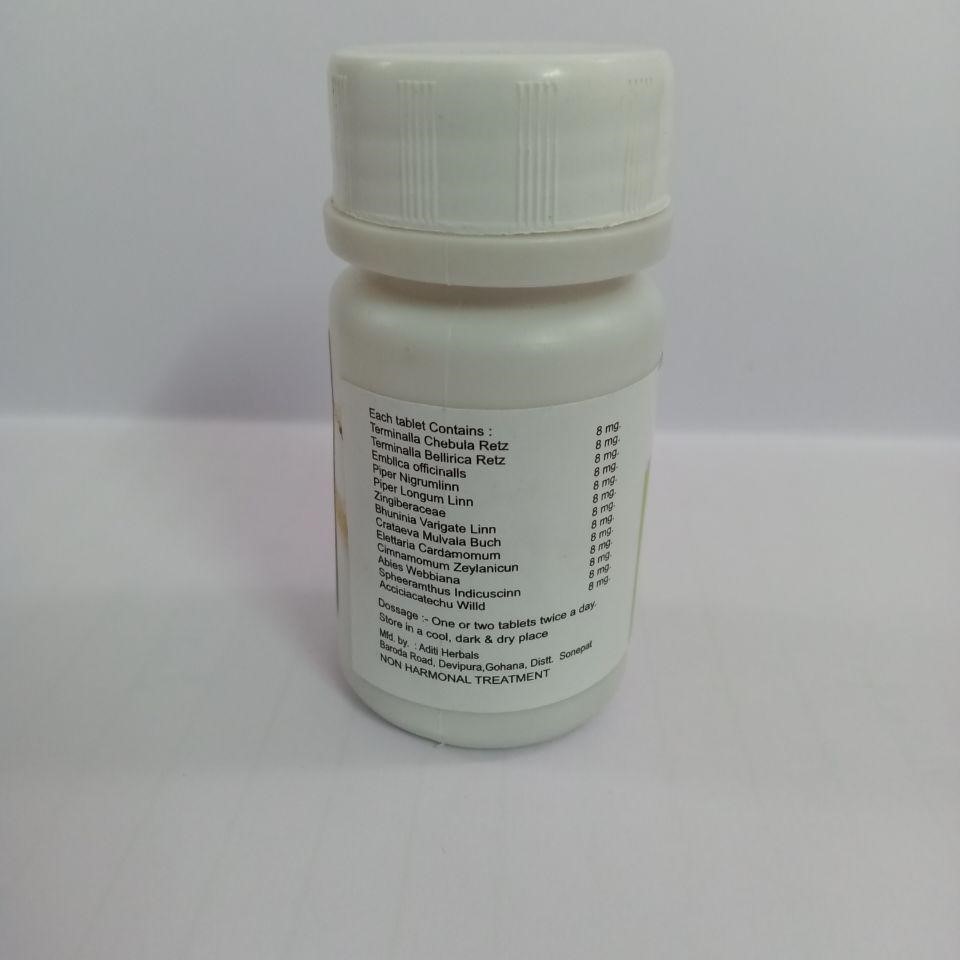 Each tablet Contains :
Terminalla Chebula Retz 8 mg.
Terminalla Bellirica Retz 8 mg.
Emblica officinalls 8 mg.
Piper Nigrumlinn 8 mg.
Piper Longum Linn 8 mg.
Zingiberaceae 8 mg.
Bhuninia Varigate Linn 8 mg.
Crataeva Mulvala Buch 8 mg.
Elettaria Cardamomum 8 mg.
Cimnamomum Zeylanicun 8 mg.
Abies Webbiana 8 mg.
Spheeramthus Indicuscinn 8 mg.
Acciciacatechu Willd 8 mg.
Dossage :- One or two tablets twice a day.
Store in a cool, dark & dry place
Mfd. by. : Aditi Herbals
Baroda Road, Devipura,Gohana, Distt. Sonepat
NON HARMONAL TREATMENT